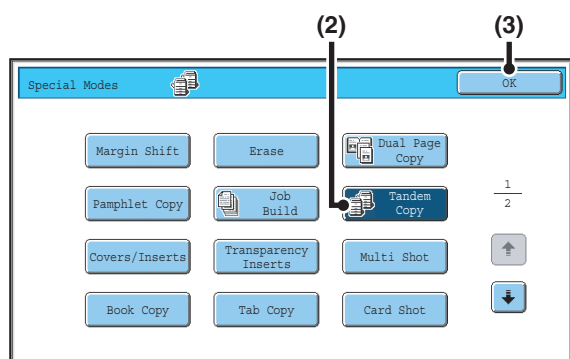 (2)
(3)
Special Modes
OK
Margin Shift
Erase
Dual Page
Copy
Pamphlet Copy
Job
Build
Tandem
Copy
1
2
Covers/Inserts
Transparency
Inserts
Multi Shot
Book Copy
Tab Copy
Card Shot